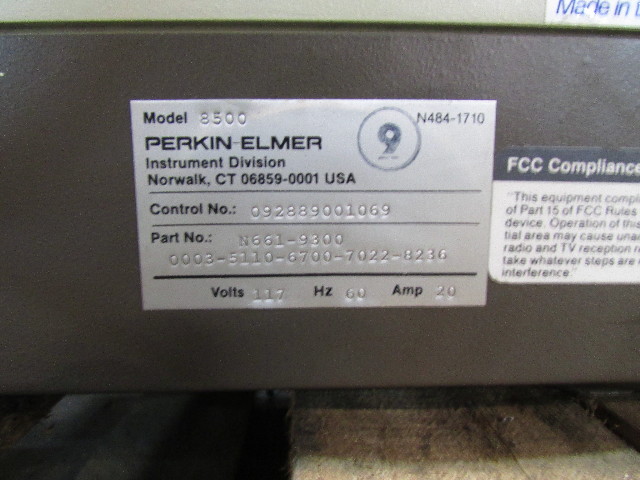 Made in
Model 8500
N484-1710
9
PERKIN-ELMER
Instrument Division
Norwalk, CT 06859-0001 USA
Control No.: 092889001069
Part No.: N661-9300
0003-5110-6700-7022-8236
Volts 117 Hz 60 Amp 20
FCC Compliance
"This equipment
of Part 15 of FCC Rules
device. Operation of this
tial area may cause
radio and TV reception
take whatever steps are
interference."